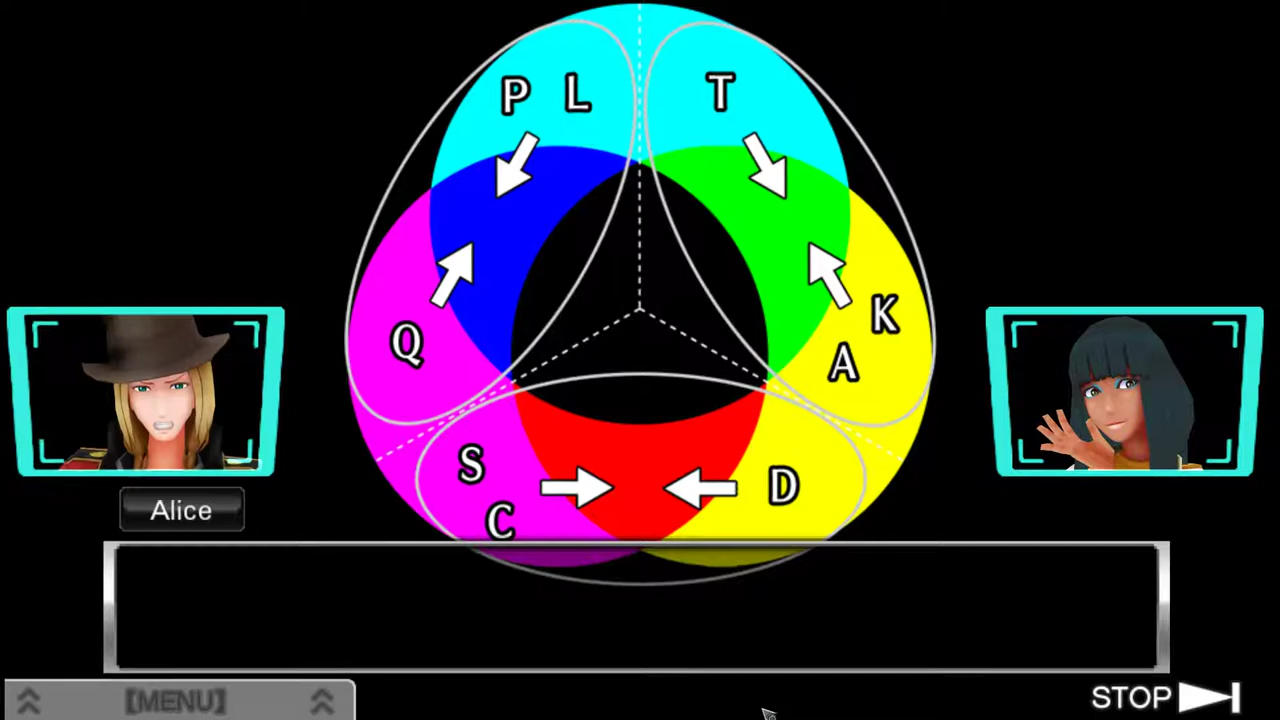 P L T
K
Q A
S D
C
Alice
【MENU】
STOP